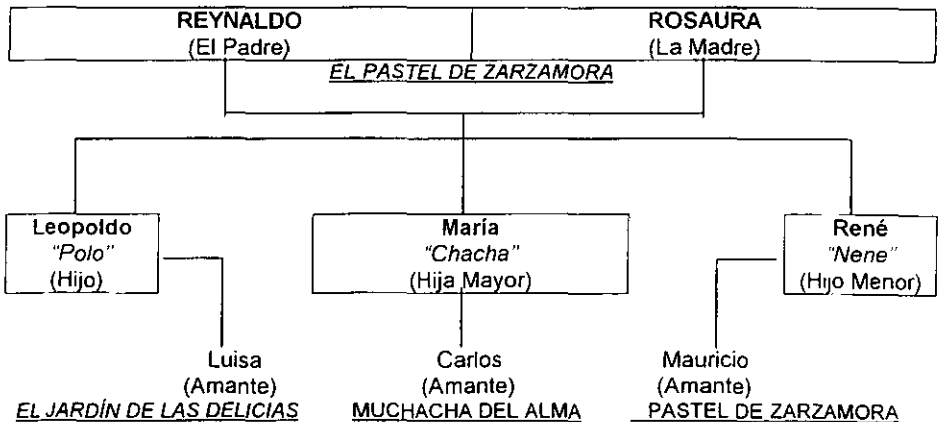 REYNALDO
(El Padre)
ROSAURA
(La Madre)
EL PASTEL DE ZARZAMORA
Leopoldo
"Polo"
(Hijo)
María
"Chacha"
(Hija Mayor)
René
"Nene"
(Hijo Menor)
Luisa
(Amante)
EL JARDÍN DE LAS DELICIAS
Carlos
(Amante)
MUCHACHA DEL ALMA
Mauricio
(Amante)
PASTEL DE ZARZAMORA